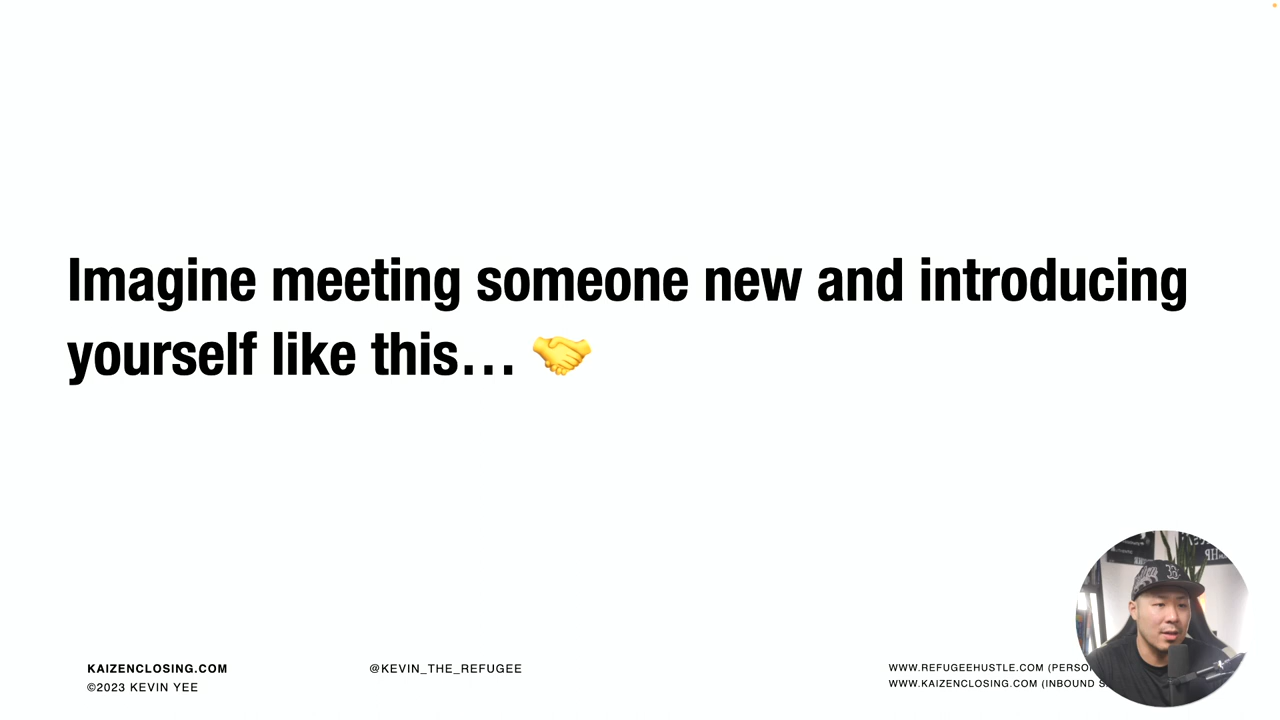 Imagine meeting someone new and introducing
yourself like this… 🤝
KAIZENCLOSING.COM
©2023 KEVIN YEE
@KEVIN_THE_REFUGEE
WWW.REFUGEEHUSTLE.COM
WWW.KAIZENCLOSING.COM (INBOUND